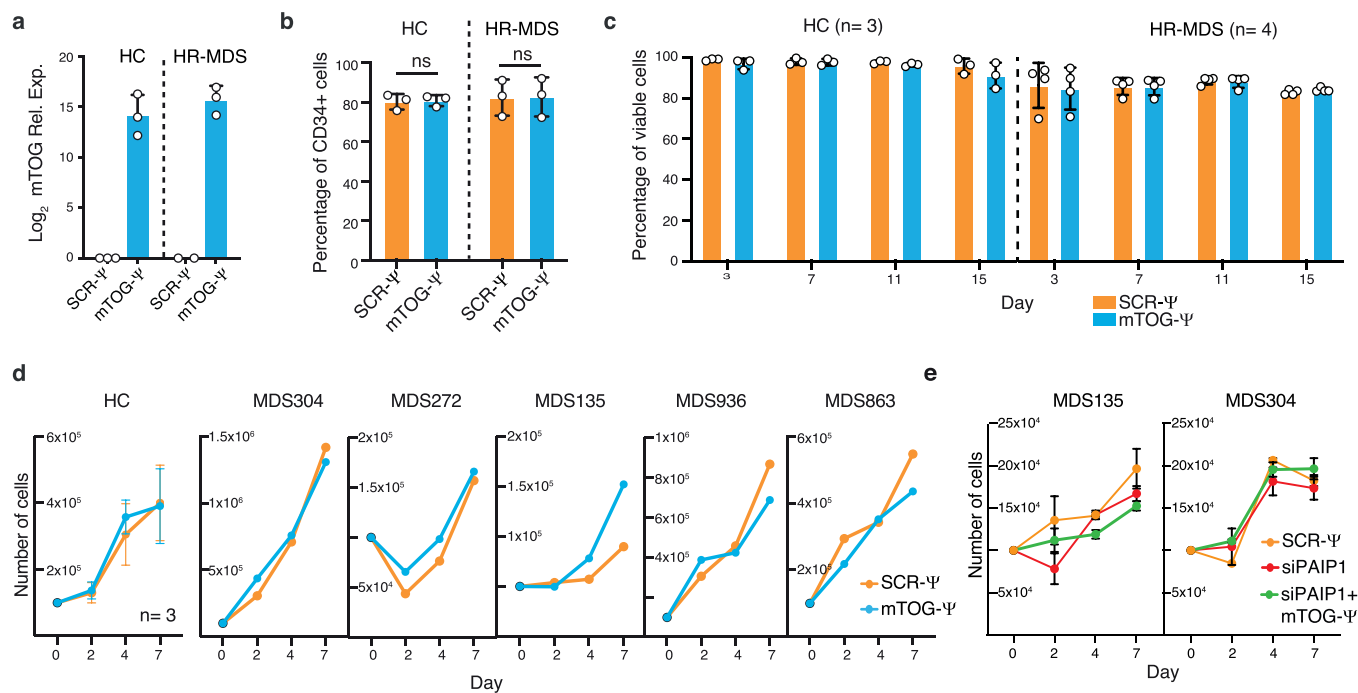 a
HC
HR-MDS
Log2 mTOG Rel. Exp.
20
15
10
5
0
SCR-Ψ
mTOG-Ψ
SCR-Ψ
mTOG-Ψ
b
HC
HR-MDS
ns
ns
Percentage of CD34+ cells
100
80
60
40
20
0
SCR-Ψ
mTOG-Ψ
SCR-Ψ
mTOG-Ψ
c
HC (n= 3)
HR-MDS (n= 4)
Percentage of viable cells
100
80
60
40
20
0
3
7
11
15
3
7
11
15
Day
SCR-Ψ
mTOG-Ψ
d
HC
MDS304
MDS272
MDS135
MDS936
MDS863
Number of cells
6x10⁵
4x10⁵
2x10⁵
n= 3
0 2 4 7
1.5x10⁶
1x10⁶
5x10⁵
0 2 4 7
2x10⁵
1.5x10⁵
1x10⁵
5x10⁴
0 2 4 7
2x10⁵
1.5x10⁵
1x10⁵
5x10⁴
0 2 4 7
1x10⁶
8x10⁵
6x10⁵
4x10⁵
0 2 4 7
6x10⁵
4x10⁵
2x10⁵
SCR-Ψ
mTOG-Ψ
0 2 4 7
Day
e
MDS135
MDS304
Number of cells
25x10⁴
20x10⁴
15x10⁴
5x10⁴
0 2 4 7
25x10⁴
20x10⁴
15x10⁴
5x10⁴
SCR-Ψ
siPAIP1
siPAIP1+
mTOG-Ψ
0 2 4 7
Day